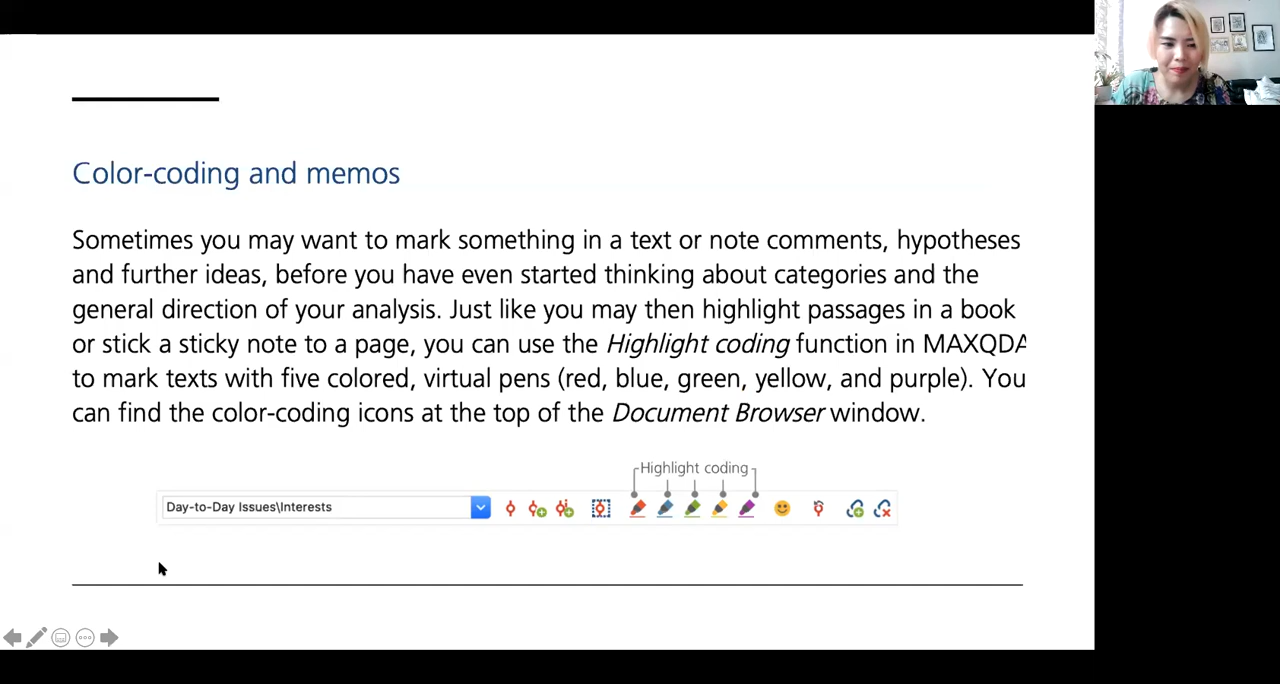 Color-coding and memos
Sometimes you may want to mark something in a text or note comments, hypotheses
and further ideas, before you have even started thinking about categories and the
general direction of your analysis. Just like you may then highlight passages in a book
or stick a sticky note to a page, you can use the Highlight coding function in MAXQDA
to mark texts with five colored, virtual pens (red, blue, green, yellow, and purple). You
can find the color-coding icons at the top of the Document Browser window.
Highlight coding
Day-to-Day Issues\Interests